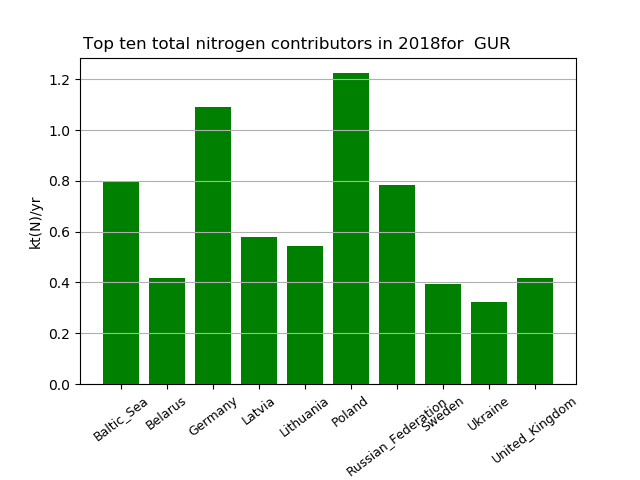 Top ten total nitrogen contributors in 2018for  GUR
kt(N)/yr
1.2
1.0
0.8
0.6
0.4
0.2
0.0
Baltic_Sea
Belarus
Germany
Latvia
Lithuania
Poland
Russian_Federation
Sweden
Ukraine
United_Kingdom